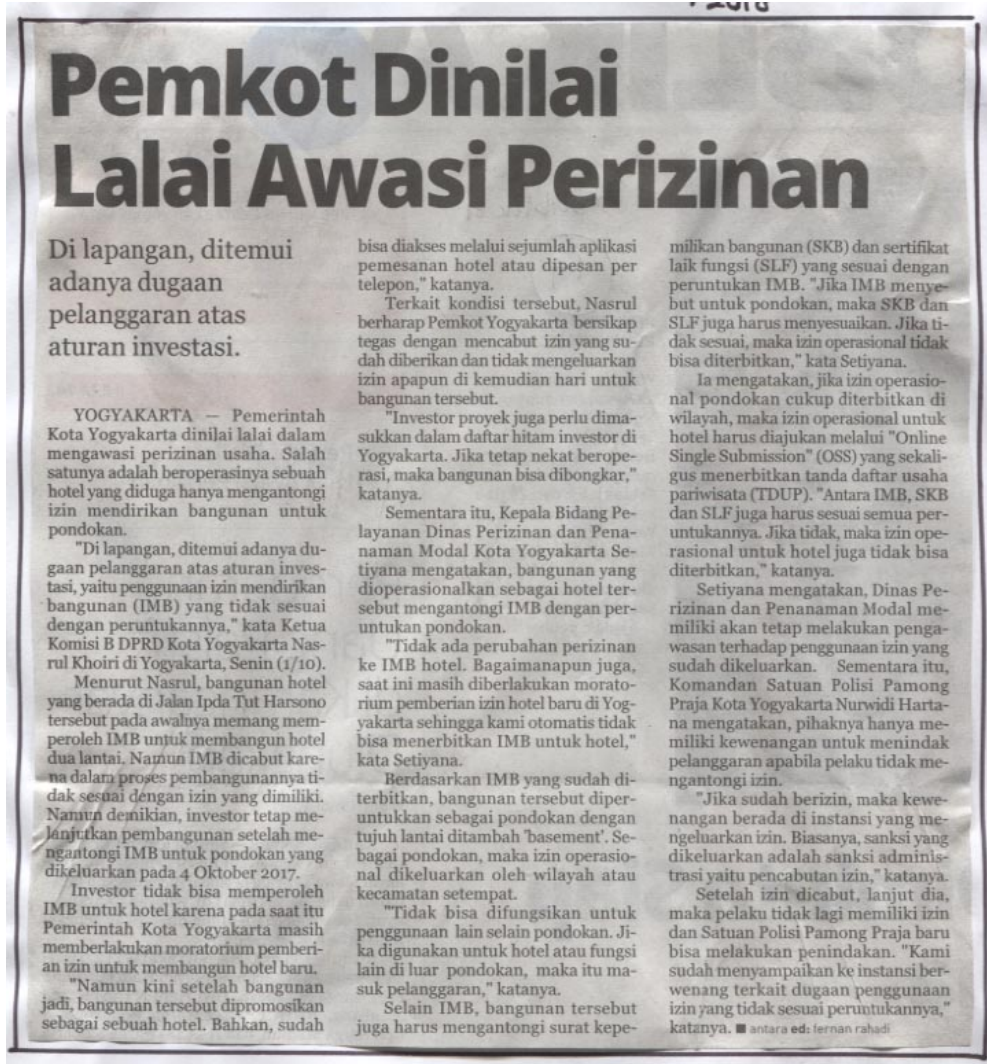 Pemkot Dinilai
Lalai Awasi Perizinan
Di lapangan, ditemui
adanya dugaan
pelanggaran atas
aturan investasi.
YOGYAKARTA — Pemerintah
Kota Yogyakarta dinilai lalai dalam
mengawasi perizinan usaha. Salah
satunya adalah beroperasinya sebuah
hotel yang diduga hanya mengantongi
izin mendirikan bangunan untuk
pondokan.
"Di lapangan, ditemui adanya du-
gaan pelanggaran atas aturan inves-
tasi, yaitu penggunaan izin mendirikan
bangunan (IMB) yang tidak sesuai
dengan peruntukannya," kata Ketua
Komisi B DPRD Kota Yogyakarta Nas-
rul Khoiri di Yogyakarta, Senin (1/10).
Menurut Nasrul, bangunan hotel
yang berada di Jalan Ipda Tut Harsono
tersebut pada awalnya memang mem-
peroleh IMB untuk membangun hotel
dua lantai. Namun IMB dicabut kare-
na dalam proses pembangunannya ti-
dak sesuai dengan izin yang dimiliki.
Namun demikian, investor tetap me-
lanjutkan pembangunan setelah me-
ngantongi IMB untuk pondokan yang
dikeluarkan pada 4 Oktober 2017.
Investor tidak bisa memperoleh
IMB untuk hotel karena pada saat itu
Pemerintah Kota Yogyakarta masih
memberlakukan moratorium pemberi-
an izin untuk membangun hotel baru.
"Namun kini setelah bangunan
jadi, bangunan tersebut dipromosikan
sebagai sebuah hotel. Bahkan, sudah
bisa diakses melalui sejumlah aplikasi
pemesanan hotel atau dipesan per
telepon," katanya.
Terkait kondisi tersebut, Nasrul
berharap Pemkot Yogyakarta bersikap
tegas dengan mencabut izin yang su-
dah diberikan dan tidak mengeluarkan
izin apapun di kemudian hari untuk
bangunan tersebut.
"Investor proyek juga perlu dima-
sukkan dalam daftar hitam investor di
Yogyakarta. Jika tetap nekat berope-
rasi, maka bangunan bisa dibongkar,"
katanya.
Sementara itu, Kepala Bidang Pe-
layanan Dinas Perizinan dan Pena-
naman Modal Kota Yogyakarta Se-
tiyana mengatakan, bangunan yang
dioperasionalkan sebagai hotel ter-
sebut mengantongi IMB dengan per-
untukan pondokan.
"Tidak ada perubahan perizinan
ke IMB hotel. Bagaimanapun juga,
saat ini masih diberlakukan morato-
rium pemberian izin hotel baru di Yog-
yakarta sehingga kami otomatis tidak
bisa menerbitkan IMB untuk hotel,"
kata Setiyana.
Berdasarkan IMB yang sudah di-
terbitkan, bangunan tersebut diper-
untukkan sebagai pondokan dengan
tujuh lantai ditambah 'basement'. Se-
bagai pondokan, maka izin operasio-
nal dikeluarkan oleh wilayah atau
kecamatan setempat.
"Tidak bisa difungsikan untuk
penggunaan lain selain pondokan. Ji-
ka digunakan untuk hotel atau fungsi
lain di luar pondokan, maka itu ma-
suk pelanggaran," katanya.
Selain IMB, bangunan tersebut
juga harus mengantongi surat kepe-
milikan bangunan (SKB) dan sertifikat
laik fungsi (SLF) yang sesuai dengan
peruntukan IMB. "Jika IMB menye-
but untuk pondokan, maka SKB dan
SLF juga harus menyesuaikan. Jika ti-
dak sesuai, maka izin operasional tidak
bisa diterbitkan," kata Setiyana.
Ia mengatakan, jika izin operasio-
nal pondokan cukup diterbitkan di
wilayah, maka izin operasional untuk
hotel harus diajukan melalui "Online
Single Submission" (OSS) yang sekali-
gus menerbitkan tanda daftar usaha
pariwisata (TDUP). "Antara IMB, SKB
dan SLF juga harus sesuai semua per-
untukannya. Jika tidak, maka izin ope-
rasional untuk hotel juga tidak bisa
diterbitkan," katanya.
Setiyana mengatakan, Dinas Pe-
rizinan dan Penanaman Modal me-
miliki akan tetap melakukan penga-
wasan terhadap penggunaan izin yang
sudah dikeluarkan. Sementara itu,
Komandan Satuan Polisi Pamong
Praja Kota Yogyakarta Nurwidi Harta-
na mengatakan, pihaknya hanya me-
miliki kewenangan untuk menindak
pelanggaran apabila pelaku tidak me-
ngantongi izin.
"Jika sudah berizin, maka kewe-
nangan berada di instansi yang me-
ngeluarkan izin. Biasanya, sanksi yang
dikeluarkan adalah sanksi adminis-
trasi yaitu pencabutan izin," katanya.
Setelah izin dicabut, lanjut dia,
maka pelaku tidak lagi memiliki izin
dan Satuan Polisi Pamong Praja baru
bisa melakukan penindakan. "Kami
sudah menyampaikan ke instansi ber-
wenang terkait dugaan penggunaan
izin yang tidak sesuai peruntukannya,"
katanya. ■ antara ed: fernan rahadi